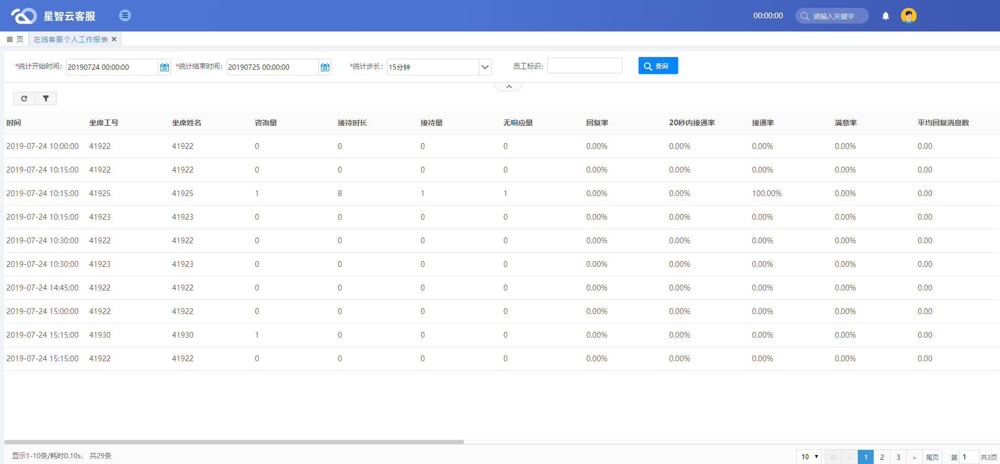 星智云客服 00:00:00 请输入关键字
首 页 在线客服个人工作报表 ×
*统计开始时间: 20190724 00:00:00 24 *统计结束时间: 20190725 00:00:00 24 *统计步长: 15分钟 员工标识: 查询
时间 坐席工号 坐席姓名 咨询量 接待时长 接待量 无响应量 回复率 20秒内接通率 接通率 满意率 平均回复消息数
2019-07-24 10:00:00 41922 41922 0 0 0 0 0.00% 0.00% 0.00% 0.00% 0.00
2019-07-24 10:15:00 41922 41922 0 0 0 0 0.00% 0.00% 0.00% 0.00% 0.00
2019-07-24 10:15:00 41925 41925 1 8 1 1 0.00% 0.00% 100.00% 0.00% 0.00
2019-07-24 10:15:00 41923 41923 0 0 0 0 0.00% 0.00% 0.00% 0.00% 0.00
2019-07-24 10:30:00 41922 41922 0 0 0 0 0.00% 0.00% 0.00% 0.00% 0.00
2019-07-24 10:30:00 41923 41923 0 0 0 0 0.00% 0.00% 0.00% 0.00% 0.00
2019-07-24 14:45:00 41922 41922 0 0 0 0 0.00% 0.00% 0.00% 0.00% 0.00
2019-07-24 15:00:00 41922 41922 0 0 0 0 0.00% 0.00% 0.00% 0.00% 0.00
2019-07-24 15:15:00 41930 41930 1 0 0 0 0.00% 0.00% 0.00% 0.00% 0.00
2019-07-24 15:15:00 41922 41922 0 0 0 0 0.00% 0.00% 0.00% 0.00% 0.00
显示1-10条/耗时0.10s, 共29条 10 首 < 1 2 3 > 尾页 第 1 共3页